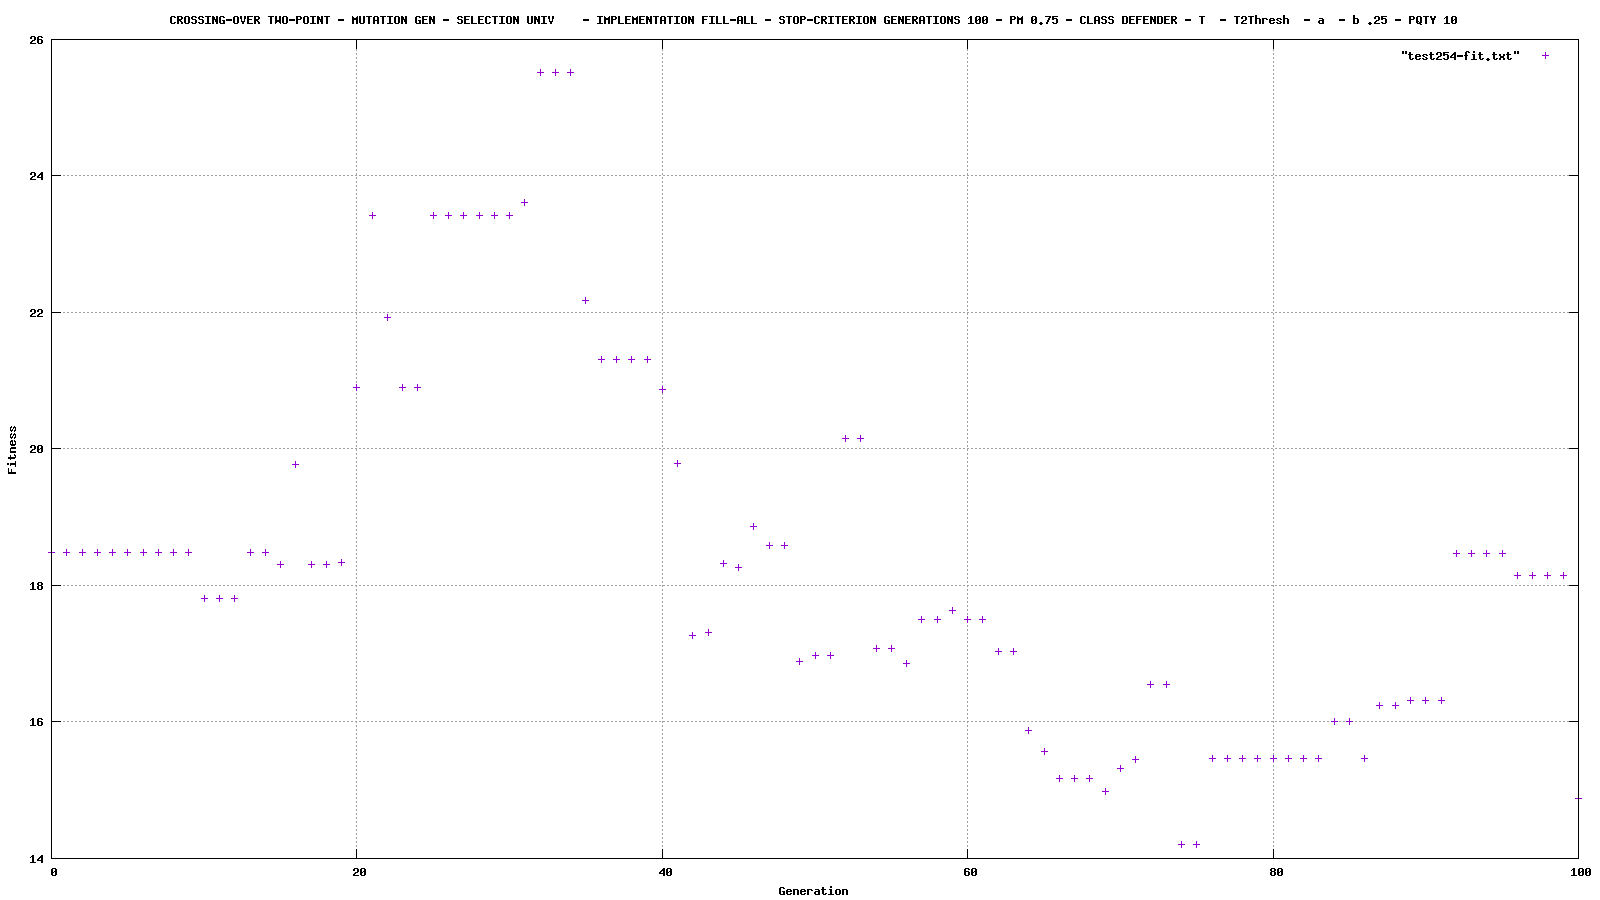 CROSSING-OVER TWO-POINT - MUTATION GEN - SELECTION UNIV    - IMPLEMENTATION FILL-ALL - STOP-CRITERION GENERATIONS 100 - PM 0.75 - CLASS DEFENDER - T  - T2Thresh  - a  - b .25 - PQTY 10
"test254-fit.txt"
26
24
22
20
18
16
14
Fitness
0 20 40 60 80 100
Generation